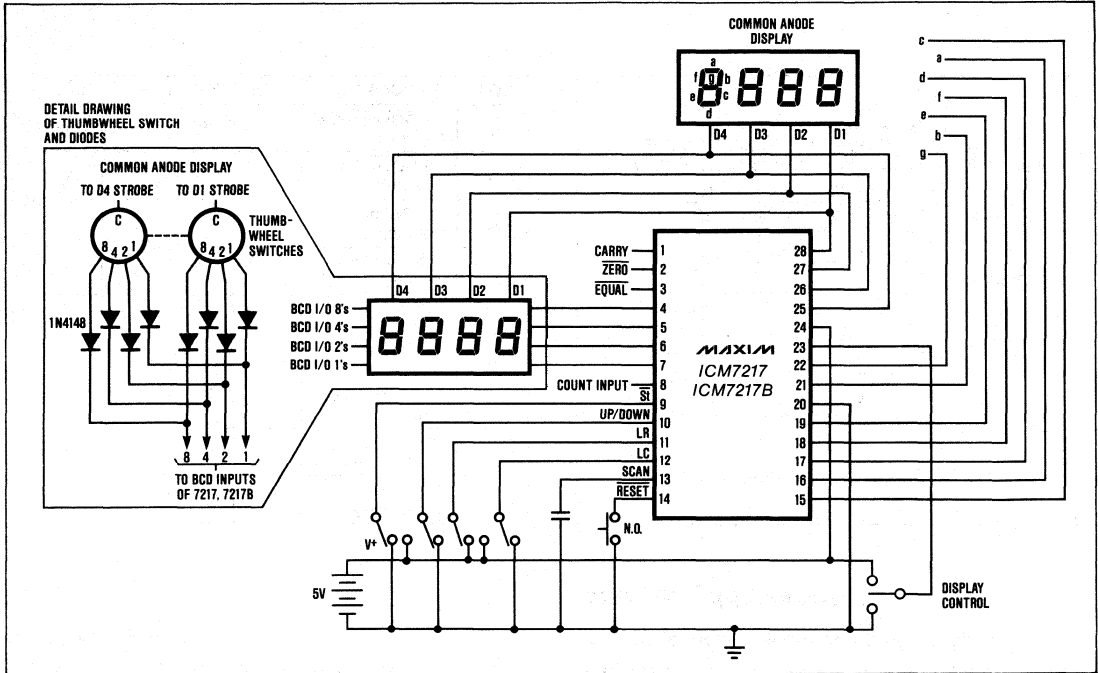 COMMON ANODE
DISPLAY
a
f g b
e c
d
D4 D3 D2 D1
c
a
d
f
e
b
g
DETAIL DRAWING
OF THUMBWHEEL SWITCH
AND DIODES
COMMON ANODE DISPLAY
TO D4 STROBE TO D1 STROBE
C C
8 4 2 1 8 4 2 1
THUMB-
WHEEL
SWITCHES
1N4148
8 4 2 1
TO BCD INPUTS
OF 7217, 7217B
D4 D3 D2 D1
BCD I/O 8's
BCD I/O 4's
BCD I/O 2's
BCD I/O 1's
8888
CARRY 1
ZERO 2
EQUAL 3
4
5
6
7
COUNT INPUT 8
St 9
UP/DOWN 10
LR 11
LC 12
SCAN 13
RESET 14
MAXIM
ICM7217
ICM7217B
28
27
26
25
24
23
22
21
20
19
18
17
16
15
V+
N.O.
5V
DISPLAY
CONTROL
8888